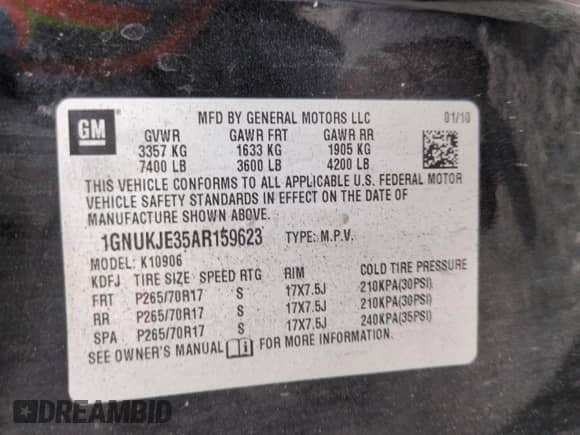 GM
MFD BY GENERAL MOTORS LLC 01/10
GVWR GAWR FRT GAWR RR
3357 KG 1633 KG 1905 KG
7400 LB 3600 LB 4200 LB
THIS VEHICLE CONFORMS TO ALL APPLICABLE U.S. FEDERAL MOTOR
VEHICLE SAFETY STANDARDS IN EFFECT ON THE DATE OF
MANUFACTURE SHOWN ABOVE.
1GNUKJE35AR159623 TYPE: M.P.V.
MODEL: K10906
KDFJ TIRE SIZE SPEED RTG RIM COLD TIRE PRESSURE
FRT P265/70R17 S 17X7.5J 210KPA(30PSI)
RR P265/70R17 S 17X7.5J 210KPA(30PSI)
SPA P265/70R17 S 17X7.5J 240KPA(35PSI)
SEE OWNER'S MANUAL i FOR MORE INFORMATION.
DREAMBID